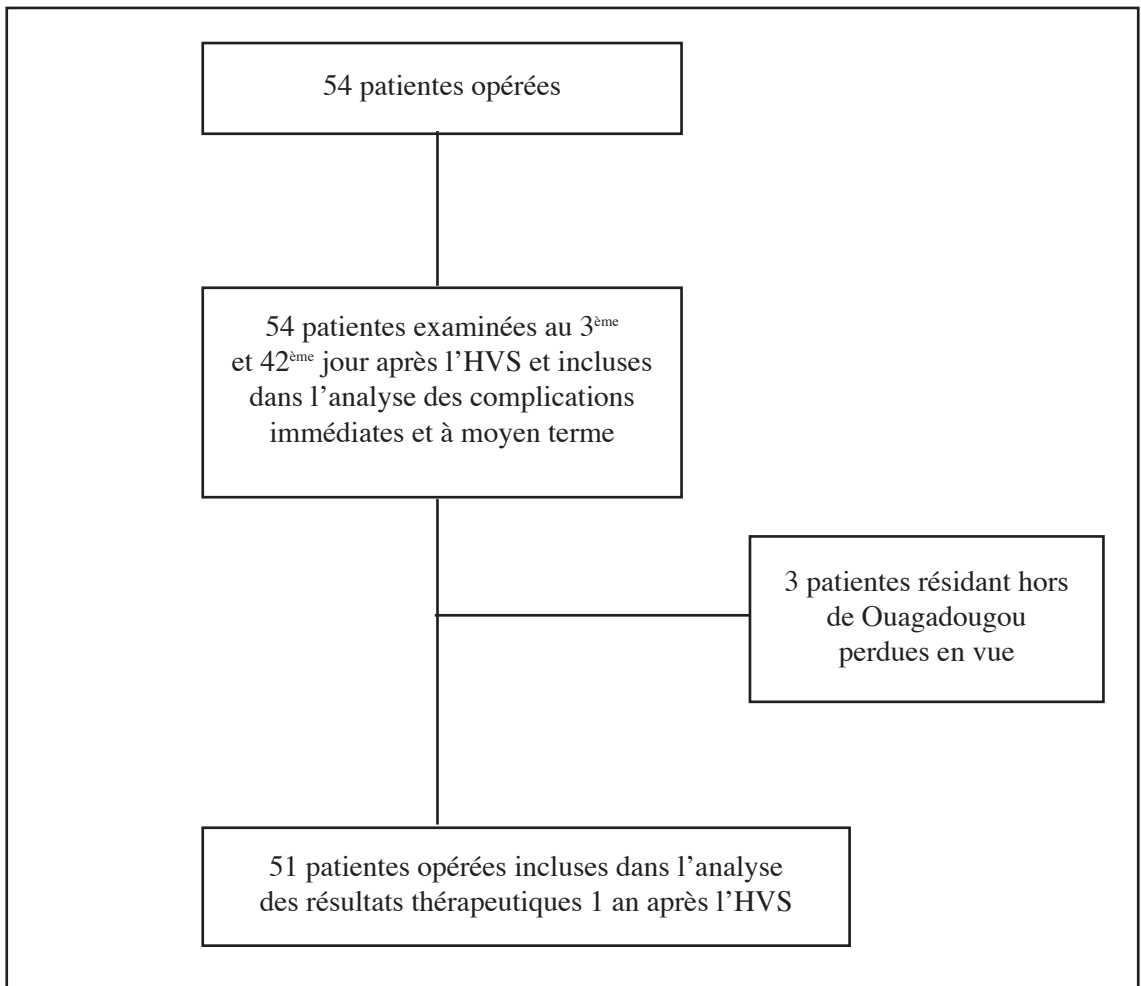 54 patientes opérées
54 patientes examinées au 3ème
et 42ème jour après l’HVS et incluses
dans l’analyse des complications
immédiates et à moyen terme
3 patientes résidant hors
de Ouagadougou
perdues en vue
51 patientes opérées incluses dans l’analyse
des résultats thérapeutiques 1 an après l’HVS